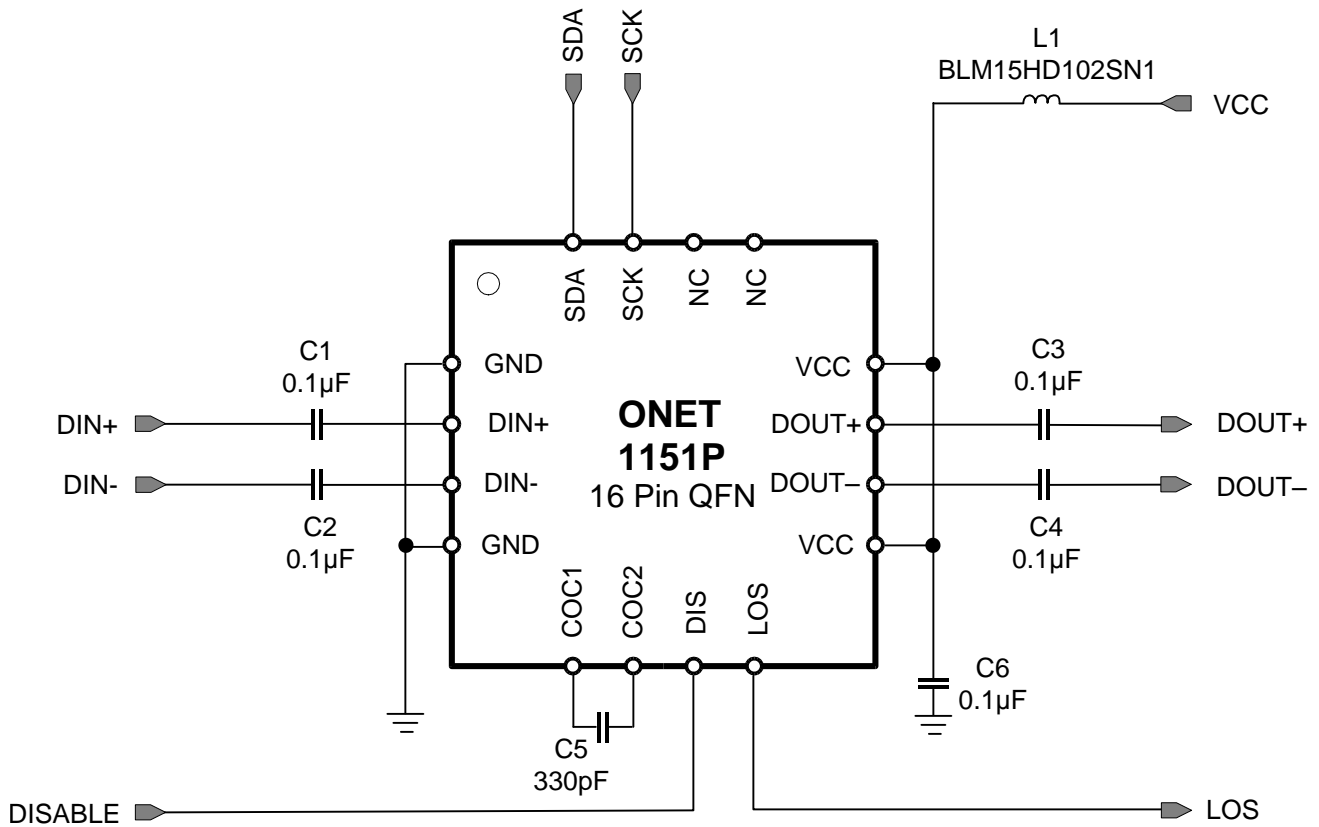 SDA
SCK
L1
BLM15HD102SN1
VCC
SDA
SCK
NC
NC
C1
0.1µF
GND
VCC
C3
0.1µF
DIN+
DIN+
ONET
1151P
16 Pin QFN
DOUT+
DOUT+
DIN-
DIN-
DOUT–
DOUT–
C2
0.1µF
GND
VCC
C4
0.1µF
COC1
COC2
DIS
LOS
C5
330pF
C6
0.1µF
DISABLE
LOS